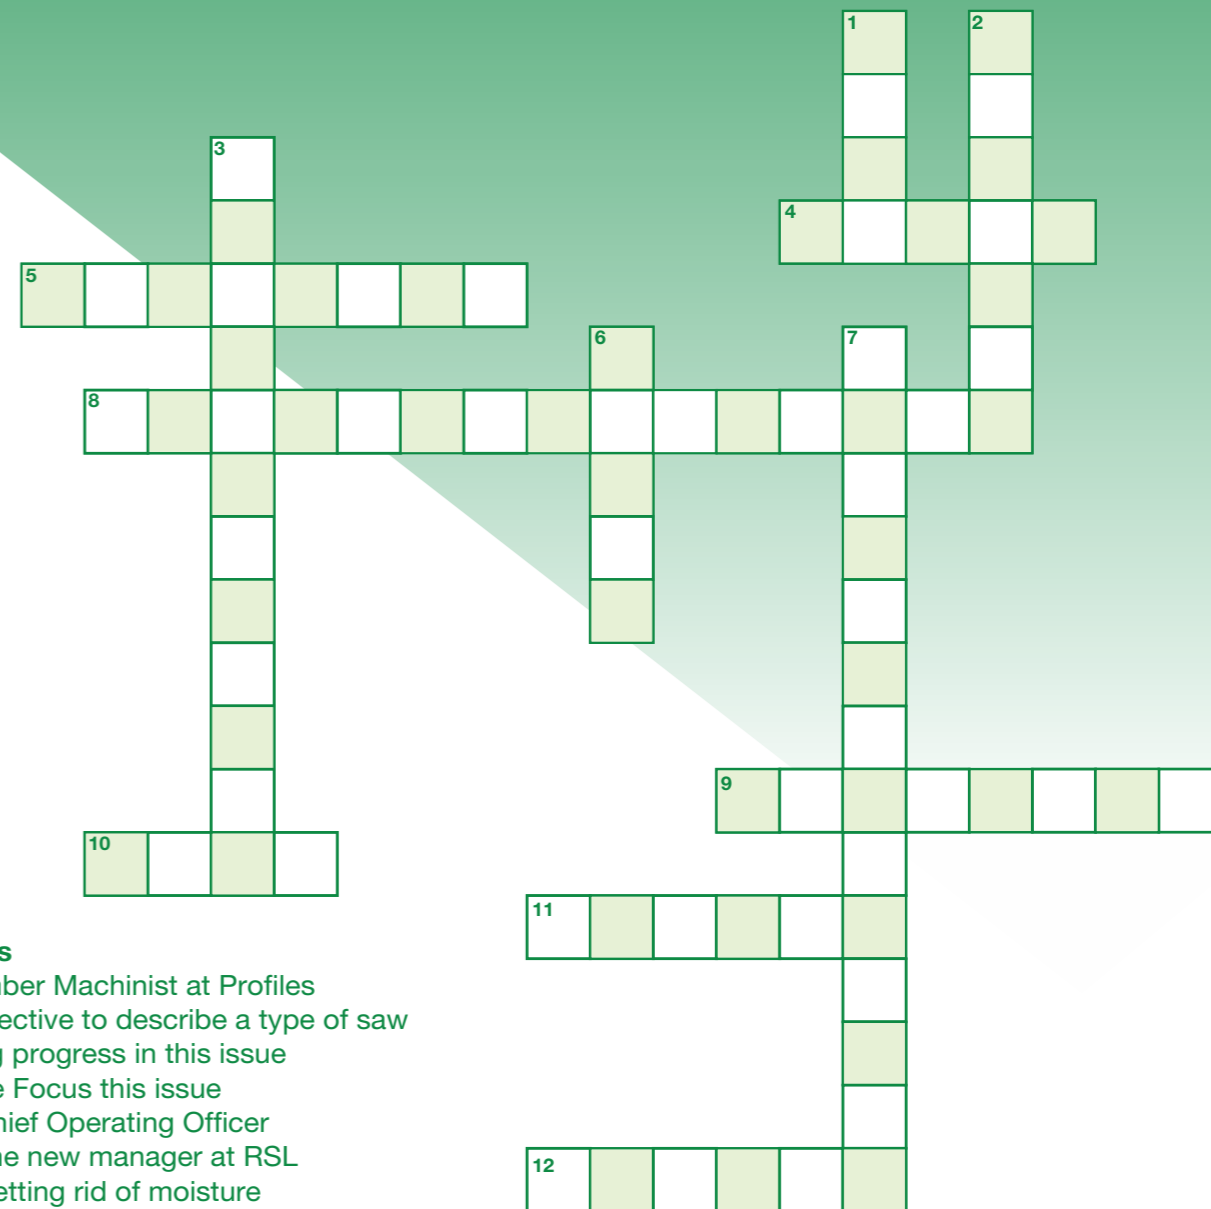 1 2
3
4
5
6 7
8
9
10
11
s
ber Machinist at Profiles
ective to describe a type of saw
g progress in this issue
e Focus this issue
hief Operating Officer
he new manager at RSL
etting rid of moisture
12